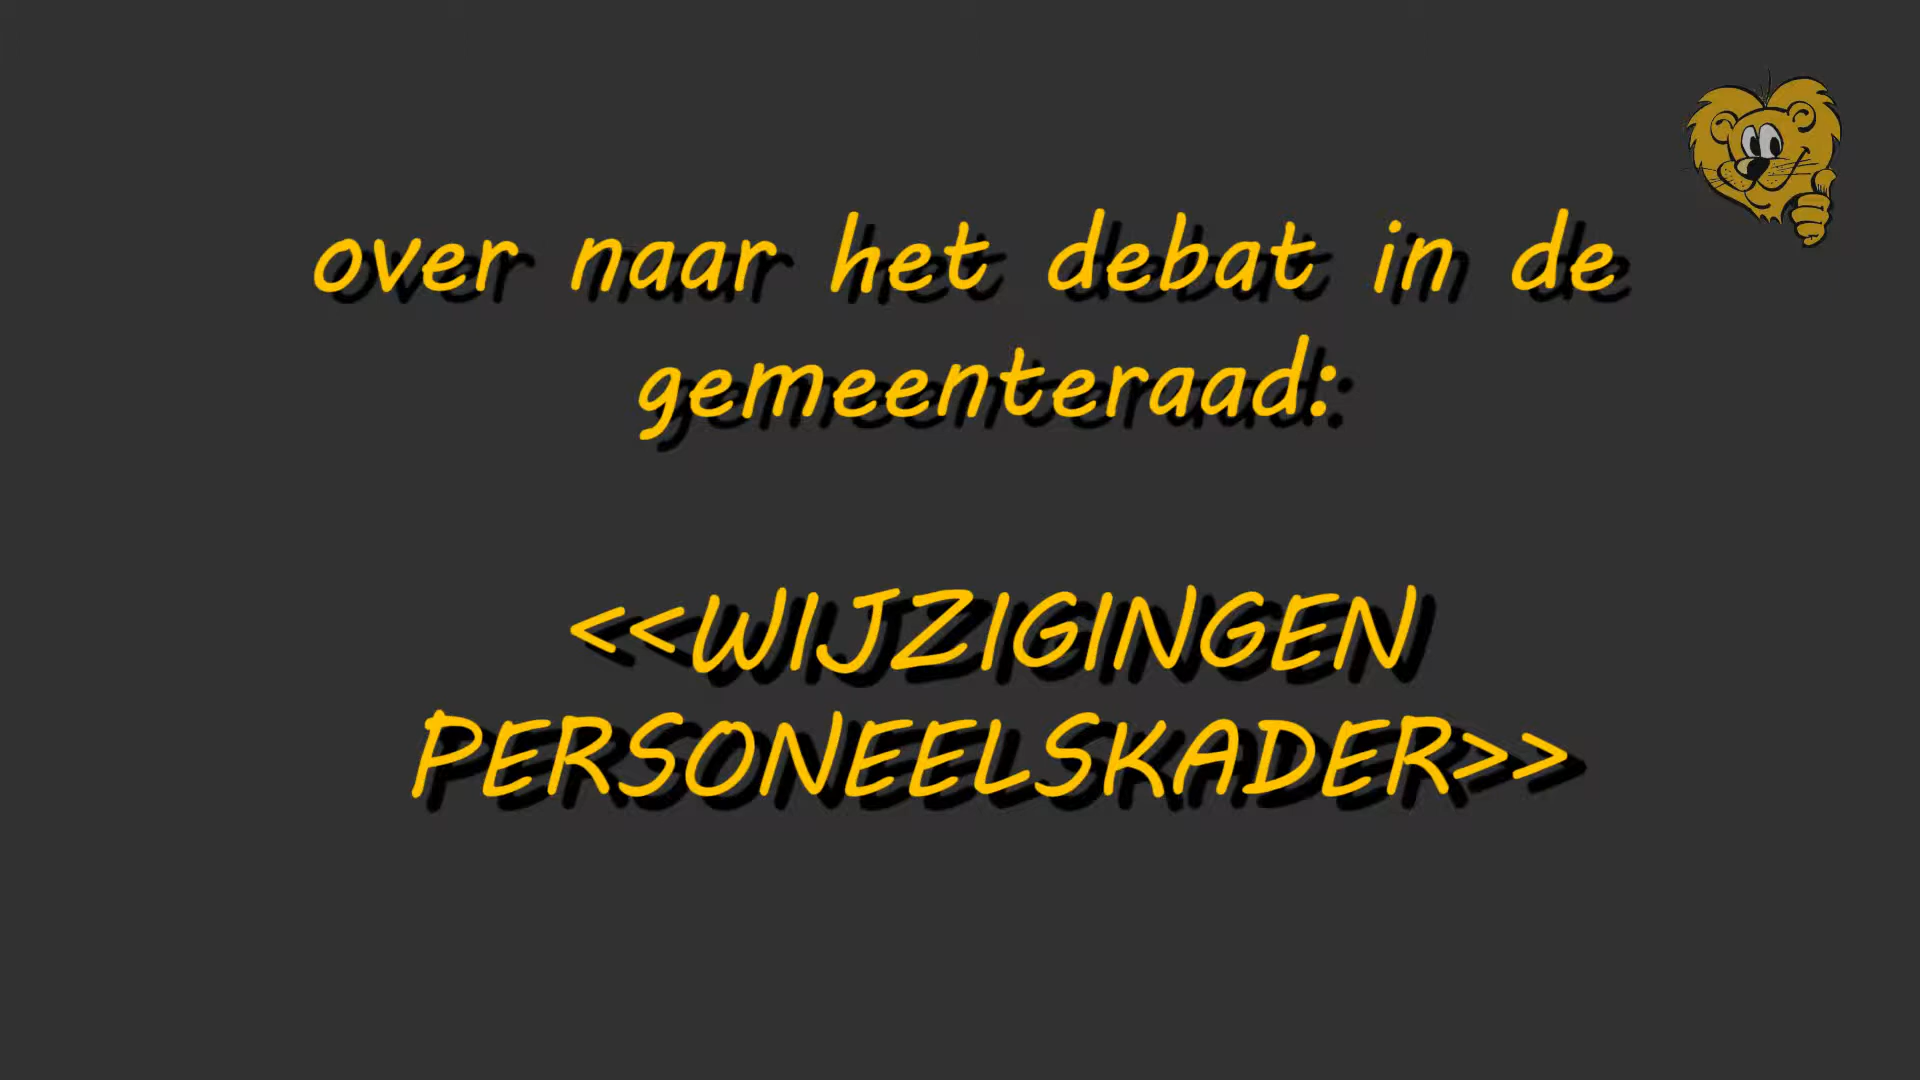 over naar het debat in de
gemeenteraad:
<<WIJZIGINGEN
PERSONEELSKADER>>